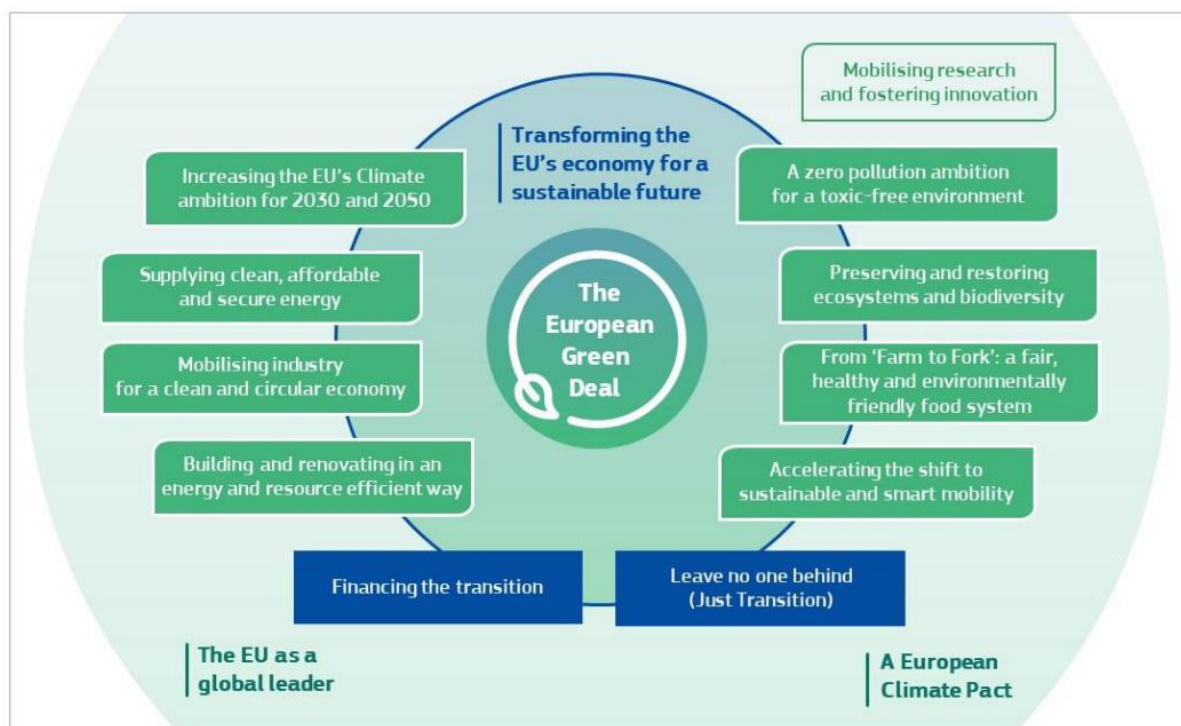 Mobilising research
and fostering innovation
Transforming the
EU's economy for a
sustainable future
Increasing the EU's Climate
ambition for 2030 and 2050
A zero pollution ambition
for a toxic-free environment
Supplying clean, affordable
and secure energy
Preserving and restoring
ecosystems and biodiversity
The
European
Green
Deal
Mobilising industry
for a clean and circular economy
From ‘Farm to Fork’: a fair,
healthy and environmentally
friendly food system
Building and renovating in an
energy and resource efficient way
Accelerating the shift to
sustainable and smart mobility
Financing the transition
Leave no one behind
(Just Transition)
The EU as a
global leader
A European
Climate Pact